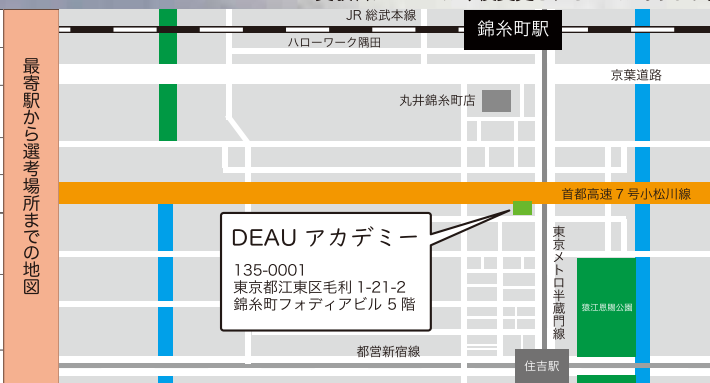 JR 総武本線
錦糸町駅
ハローワーク隅田
京葉道路
丸井錦糸町店
最寄駅から選考場所までの地図
首都高速 7 号小松川線
DEAU アカデミー
135-0001
東京都江東区毛利 1-21-2
錦糸町フォディアビル 5 階
東京メトロ半蔵門線
猿江恩賜公園
都営新宿線
住吉駅